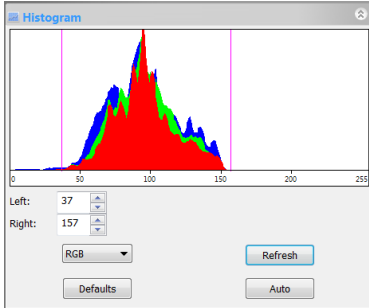 Histogram
0 50 100 150 200 255
Left: 37
Right: 157
RGB Refresh
Defaults Auto